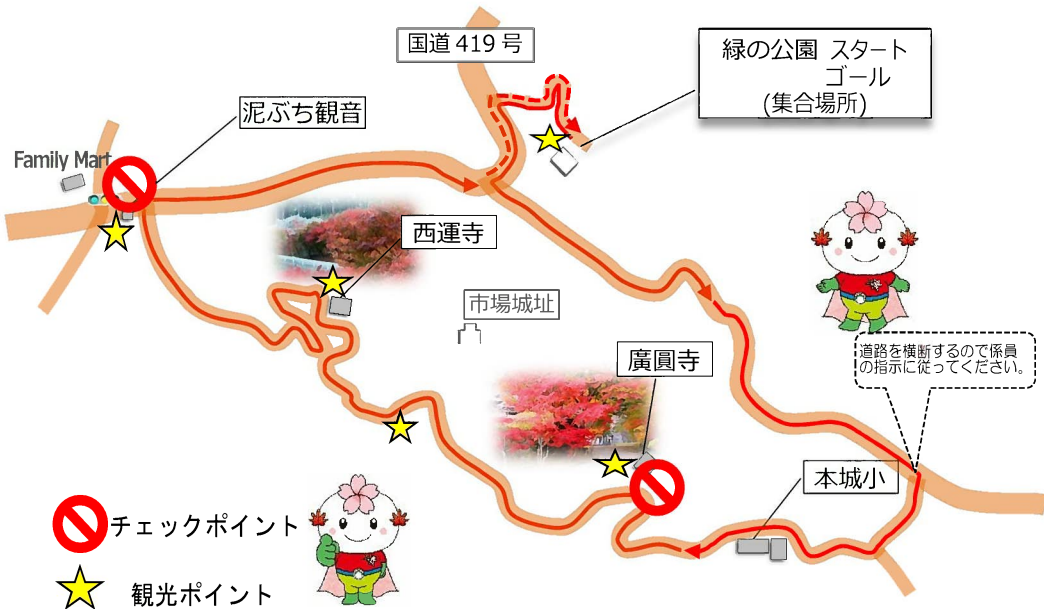 国道 419 号
緑の公園 スタート
ゴール
(集合場所)
泥ぶち観音
Family Mart
西運寺
市場城址
道路を横断するので係員
の指示に従ってください。
廣圓寺
本城小
チェックポイント
観光ポイント